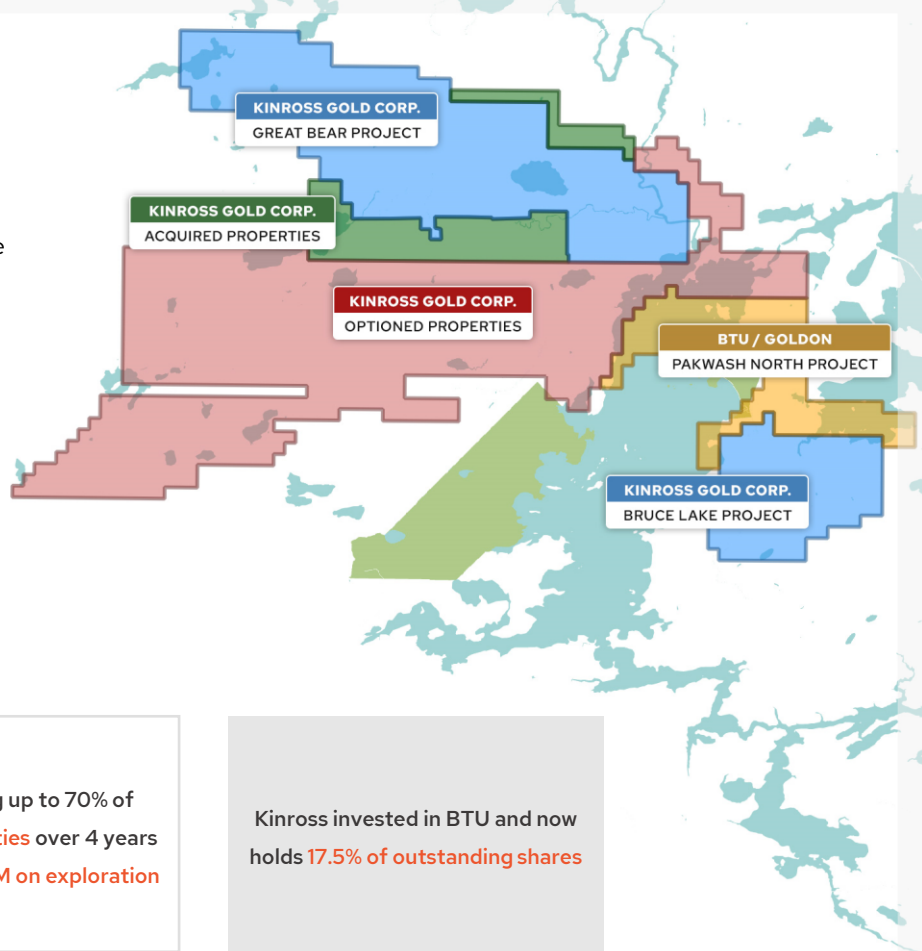 KINROSS GOLD CORP.
GREAT BEAR PROJECT
KINROSS GOLD CORP.
ACQUIRED PROPERTIES
e
KINROSS GOLD CORP.
OPTIONED PROPERTIES
BTU / GOLDON
PAKWASH NORTH PROJECT
KINROSS GOLD CORP.
BRUCE LAKE PROJECT
up to 70% of
ties over 4 years
M on exploration
Kinross invested in BTU and now
holds 17.5% of outstanding shares